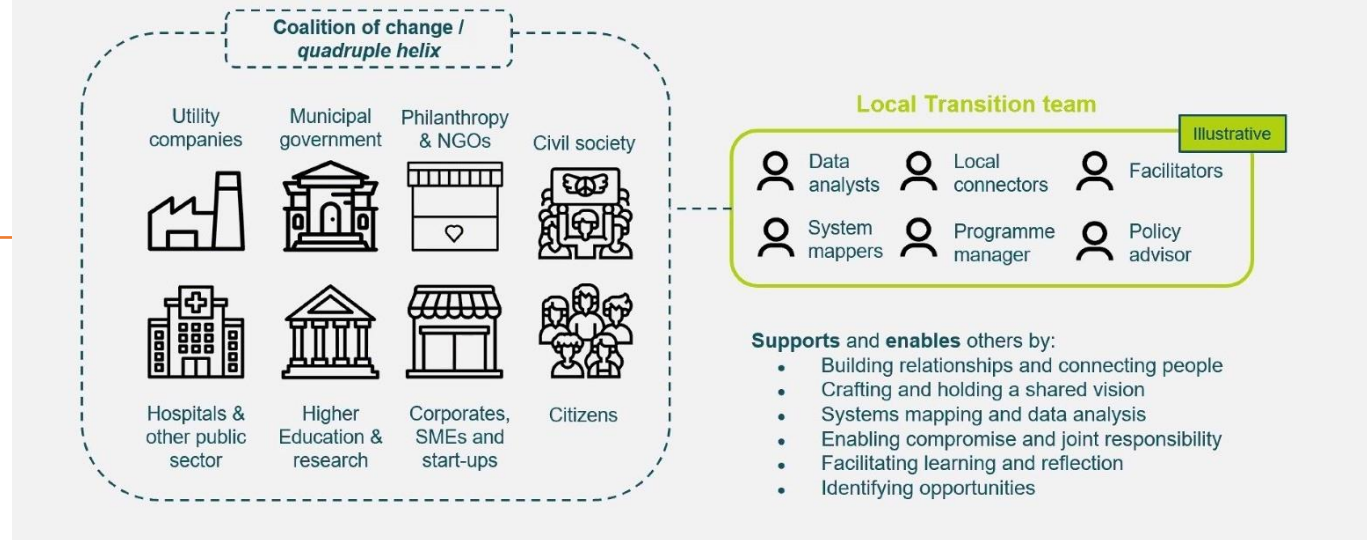 Coalition of change /
quadruple helix
Utility
companies
Municipal
government
Philanthropy
& NGOs
Civil society
Hospitals &
other public
sector
Higher
Education &
research
Corporates,
SMEs and
start-ups
Citizens
Local Transition team
Illustrative
Data
analysts
Local
connectors
Facilitators
System
mappers
Programme
manager
Policy
advisor
Supports and enables others by:
• Building relationships and connecting people
• Crafting and holding a shared vision
• Systems mapping and data analysis
• Enabling compromise and joint responsibility
• Facilitating learning and reflection
• Identifying opportunities